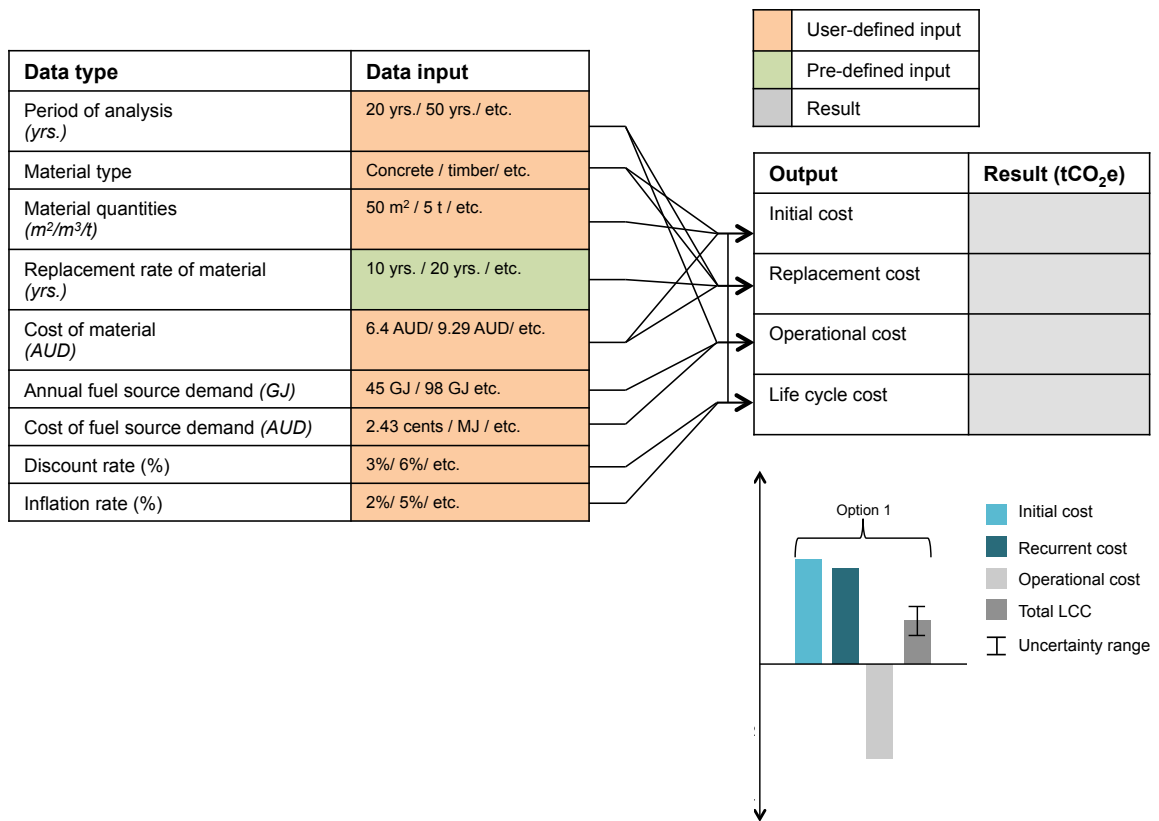 User-defined input
Pre-defined input
Result
Data type Data input
Period of analysis
(yrs.)
20 yrs./ 50 yrs./ etc.
Material type Concrete / timber/ etc.
Material quantities
(m²/m³/t)
50 m² / 5 t / etc.
Replacement rate of material
(yrs.)
10 yrs. / 20 yrs. / etc.
Cost of material
(AUD)
6.4 AUD/ 9.29 AUD/ etc.
Annual fuel source demand (GJ) 45 GJ / 98 GJ etc.
Cost of fuel source demand (AUD) 2.43 cents / MJ / etc.
Discount rate (%) 3%/ 6%/ etc.
Inflation rate (%) 2%/ 5%/ etc.
Output Result (tCO₂e)
Initial cost
Replacement cost
Operational cost
Life cycle cost
Option 1
Initial cost
Recurrent cost
Operational cost
Total LCC
Uncertainty range